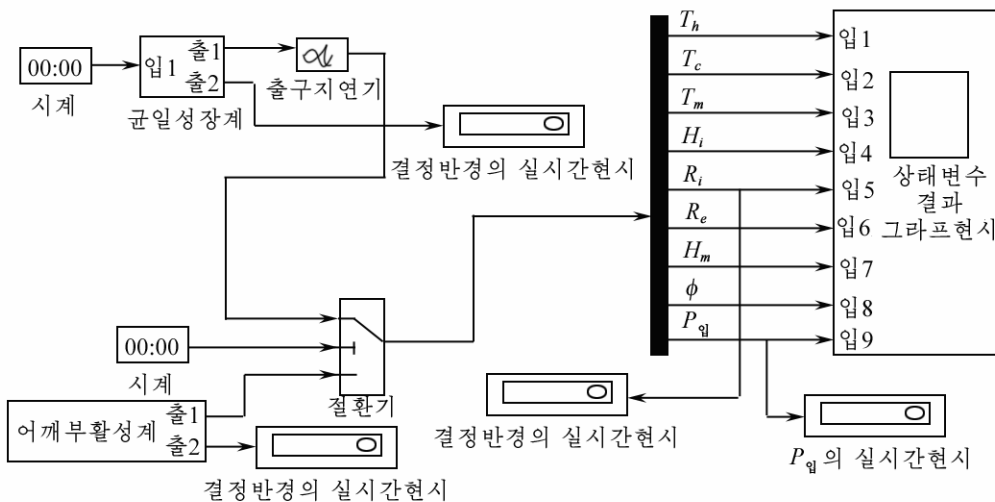 00:00
시계
입1
출1
출2
균일성장계
출구지연기
결정반경의 실시간현시
00:00
시계
어깨부활성계
출1
출2
절환기
결정반경의 실시간현시
T_h
T_c
T_m
H_i
R_i
R_e
H_m
ϕ
P_입
입1
입2
입3
입4
입5
입6
입7
입8
입9
상태변수
결과
그라프현시
결정반경의 실시간현시
P_입의 실시간현시